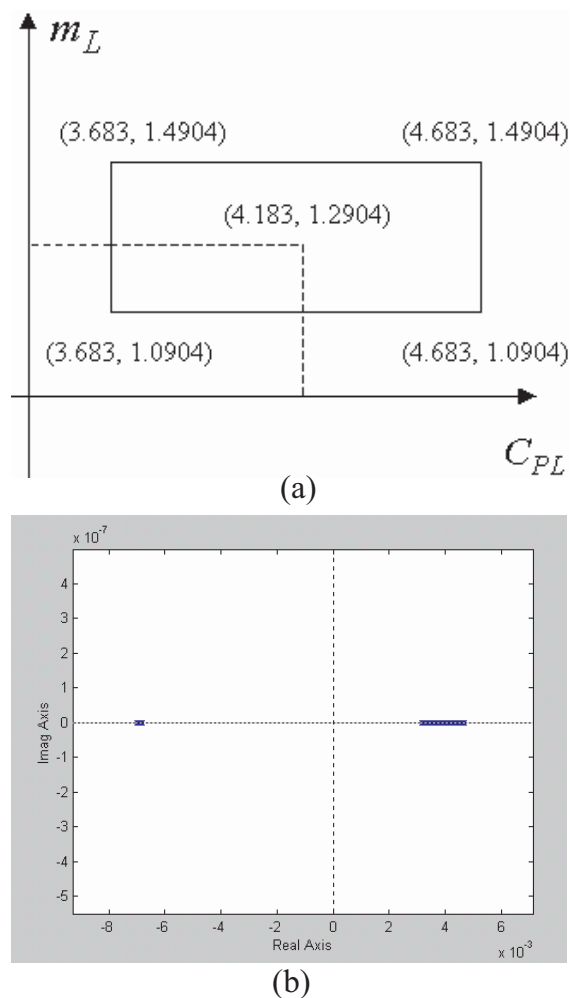 m_L
(3.683, 1.4904) (4.683, 1.4904)
(4.183, 1.2904)
(3.683, 1.0904) (4.683, 1.0904)
C_PL
(a)
x 10^-7
4
3
2
1
0
-1
-2
-3
-4
-5
Imag Axis
-8 -6 -4 -2 0 2 4 6
Real Axis
x 10^-3
(b)